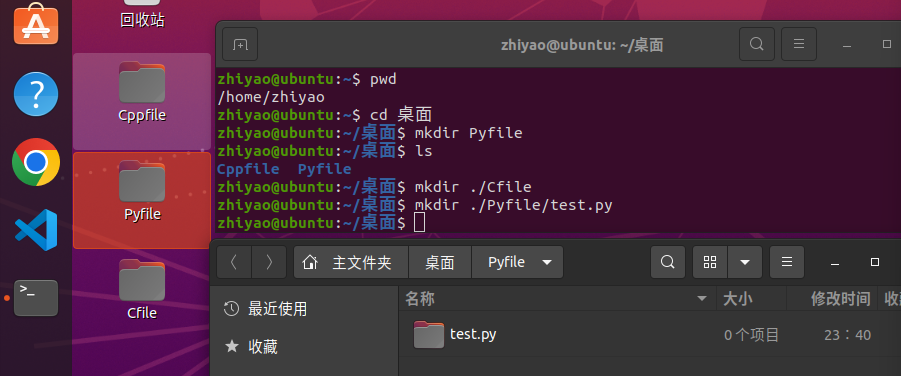 回收站
Cppfile
Pyfile
Cfile
zhiyao@ubuntu: ~/桌面
zhiyao@ubuntu:~$ pwd
/home/zhiyao
zhiyao@ubuntu:~$ cd 桌面
zhiyao@ubuntu:~/桌面$ mkdir Pyfile
zhiyao@ubuntu:~/桌面$ ls
Cppfile  Pyfile
zhiyao@ubuntu:~/桌面$ mkdir ./Cfile
zhiyao@ubuntu:~/桌面$ mkdir ./Pyfile/test.py
zhiyao@ubuntu:~/桌面$
主文件夹 桌面 Pyfile
最近使用
收藏
名称 大小 修改时间 收
test.py 0 个项目 23：40